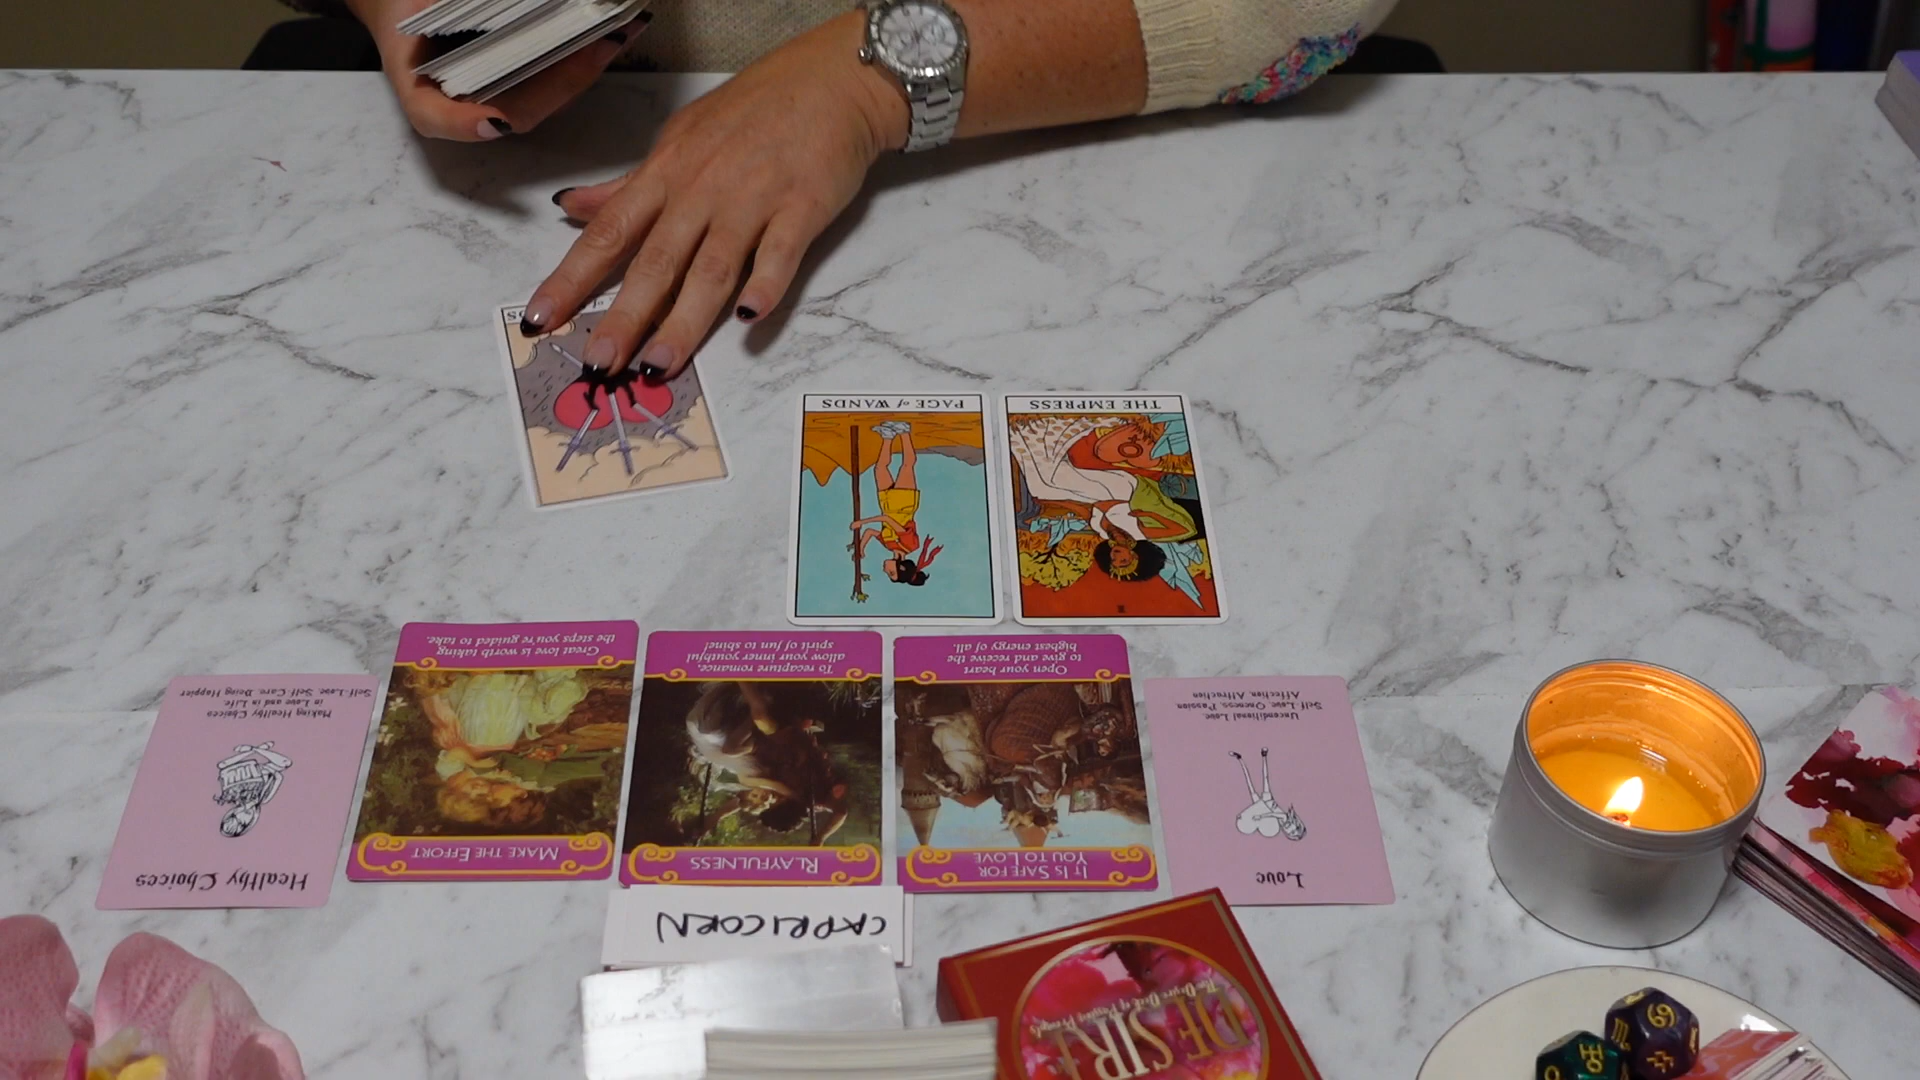 of
DS
PAGE of WANDS
THE EMPRESS
III
Healthy Choices
Making Healthy Choices
in Love and in Life.
Self-Love, Self Care, Being Happier
MAKE THE EFFORT
Great love is worth taking
the steps you're guided to take.
PLAYFULNESS
To recapture romance,
allow your inner youthful
spirit of fun to shine!
IT IS SAFE FOR
YOU TO LOVE
Open your heart
to give and receive the
highest energy of all.
Love
Unconditional Love,
Self Love, Oneness, Passion
Affection, Attraction
CAPRICORN
DESIR